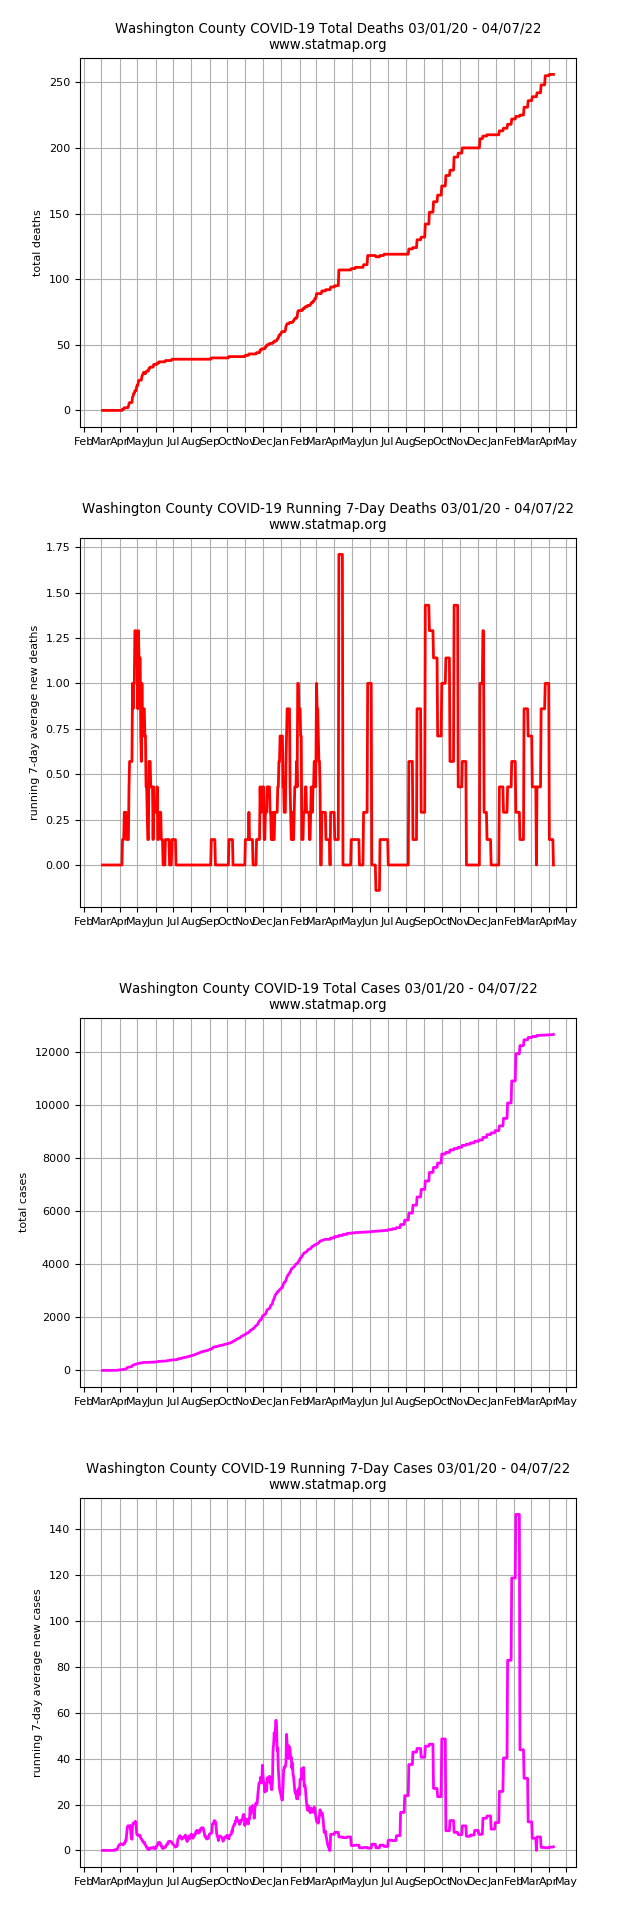 Washington County COVID-19 Total Deaths 03/01/20 - 04/07/22
www.statmap.org
250
200
150
100
50
0
total deaths
Feb Mar Apr May Jun Jul Aug Sep Oct Nov Dec Jan Feb Mar Apr May Jun Jul Aug Sep Oct Nov Dec Jan Feb Mar Apr May
Washington County COVID-19 Running 7-Day Deaths 03/01/20 - 04/07/22
www.statmap.org
1.75
1.50
1.25
1.00
0.75
0.50
0.25
0.00
running 7-day average new deaths
Feb Mar Apr May Jun Jul Aug Sep Oct Nov Dec Jan Feb Mar Apr May Jun Jul Aug Sep Oct Nov Dec Jan Feb Mar Apr May
Washington County COVID-19 Total Cases 03/01/20 - 04/07/22
www.statmap.org
12000
10000
8000
6000
4000
2000
0
total cases
Feb Mar Apr May Jun Jul Aug Sep Oct Nov Dec Jan Feb Mar Apr May Jun Jul Aug Sep Oct Nov Dec Jan Feb Mar Apr May
Washington County COVID-19 Running 7-Day Cases 03/01/20 - 04/07/22
www.statmap.org
140
120
100
80
60
40
20
0
running 7-day average new cases
Feb Mar Apr May Jun Jul Aug Sep Oct Nov Dec Jan Feb Mar Apr May Jun Jul Aug Sep Oct Nov Dec Jan Feb Mar Apr May